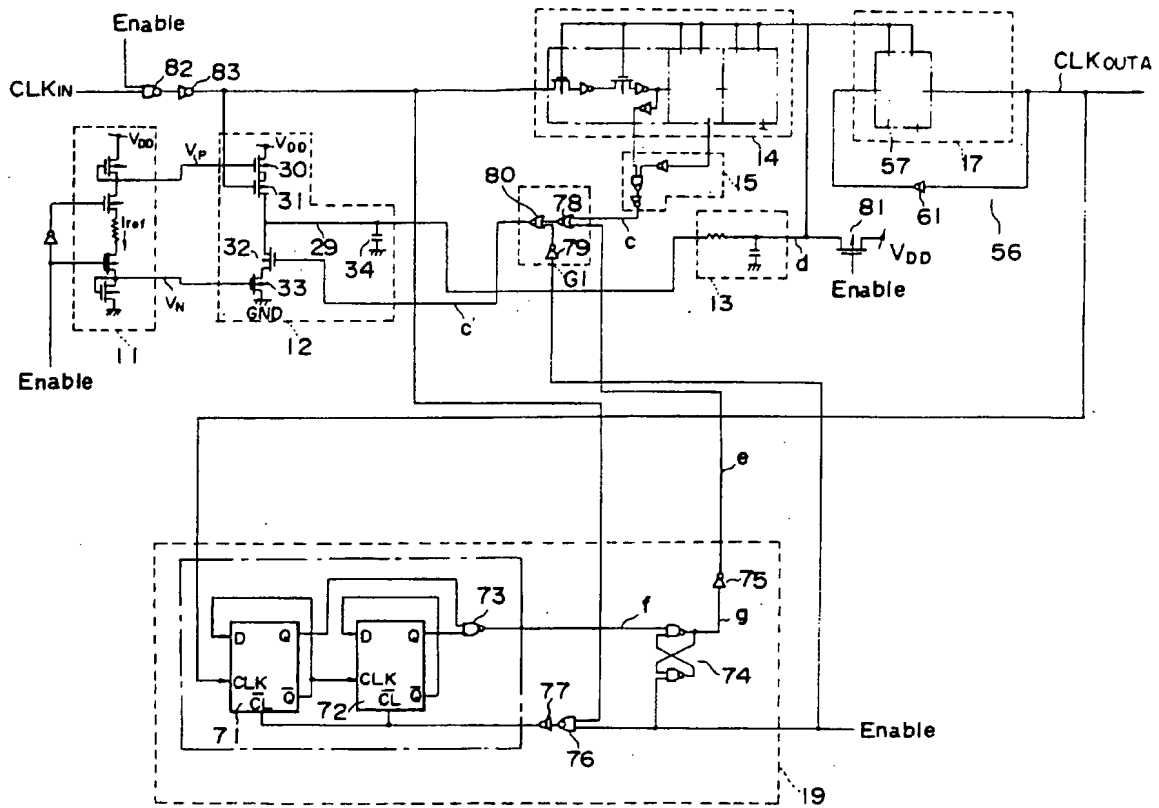 Enable
82
83
CLKIN
CLKOUTA
VDD
VP
VDD
30
31
14
57
17
80
15
78
c
81
61
Iref
29
34
32
79
G1
d
VDD
56
VN
33
GND
13
Enable
c'
11
12
Enable
e
75
73
f
g
D
Q
D
Q
74
CLK
CL
Q
CLK
CL
Q
77
71
72
76
Enable
19